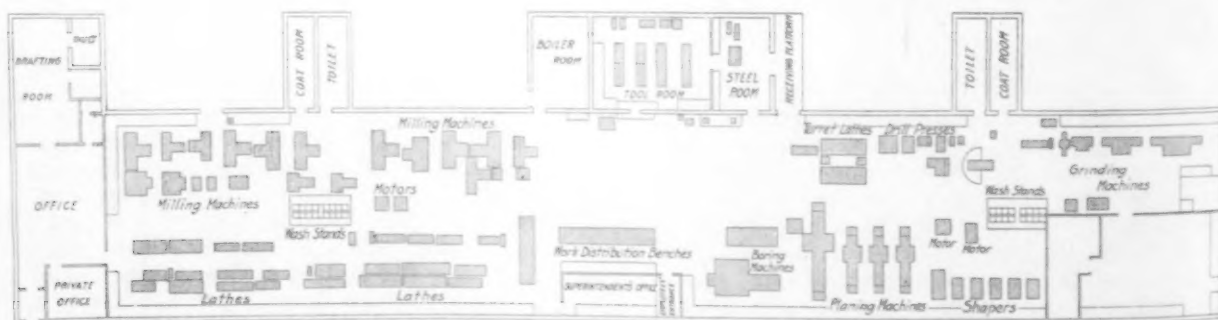 DRAFTING
ROOM
COAT ROOM
TOILET
BOILER
ROOM
TOOL ROOM
STEEL
ROOM
RECEIVING PLATFORM
TOILET
COAT ROOM
Milling Machines
Turret Lathes
Drill Presses
OFFICE
Milling Machines
Motors
Wash Stands
Grinding
Machines
Wash Stands
Motor
Motor
Work Distribution Benches
Boring
Machines
PRIVATE
OFFICE
Lathes
Lathes
SUPERINTENDENTS OFFICE
ENTRANCE
Planing Machines
Shapers